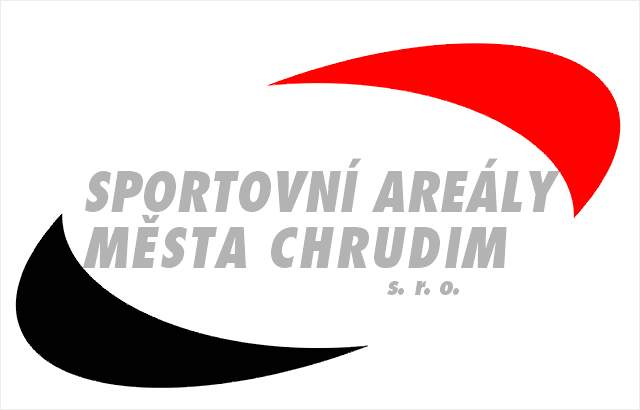 SPORTOVNÍ AREÁLY
MĚSTA CHRUDIM
s. r. o.